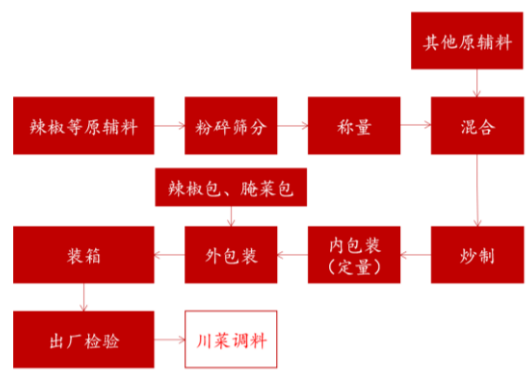 其他原辅料
辣椒等原辅料
粉碎筛分
称量
混合
辣椒包、腌菜包
装箱
外包装
内包装
（定量）
炒制
出厂检验
川菜调料